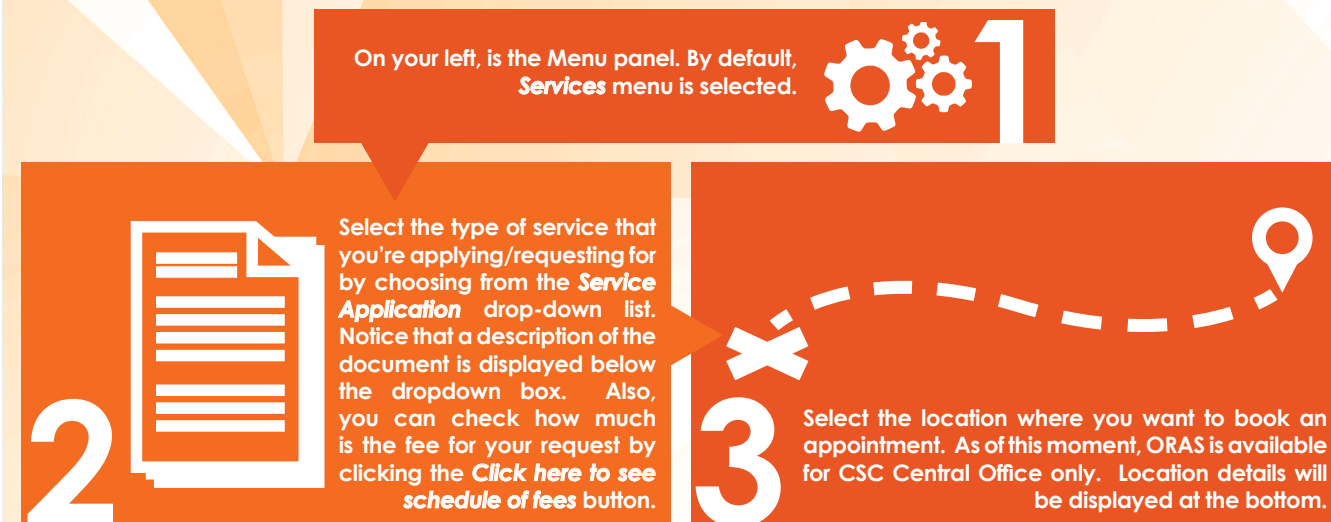 On your left, is the Menu panel. By default,
Services menu is selected.
1
2
Select the type of service that
you're applying/requesting for
by choosing from the Service
Application drop-down list.
Notice that a description of the
document is displayed below
the dropdown box. Also,
you can check how much
is the fee for your request by
clicking the Click here to see
schedule of fees button.
3
Select the location where you want to book an
appointment. As of this moment, ORAS is available
for CSC Central Office only. Location details will
be displayed at the bottom.